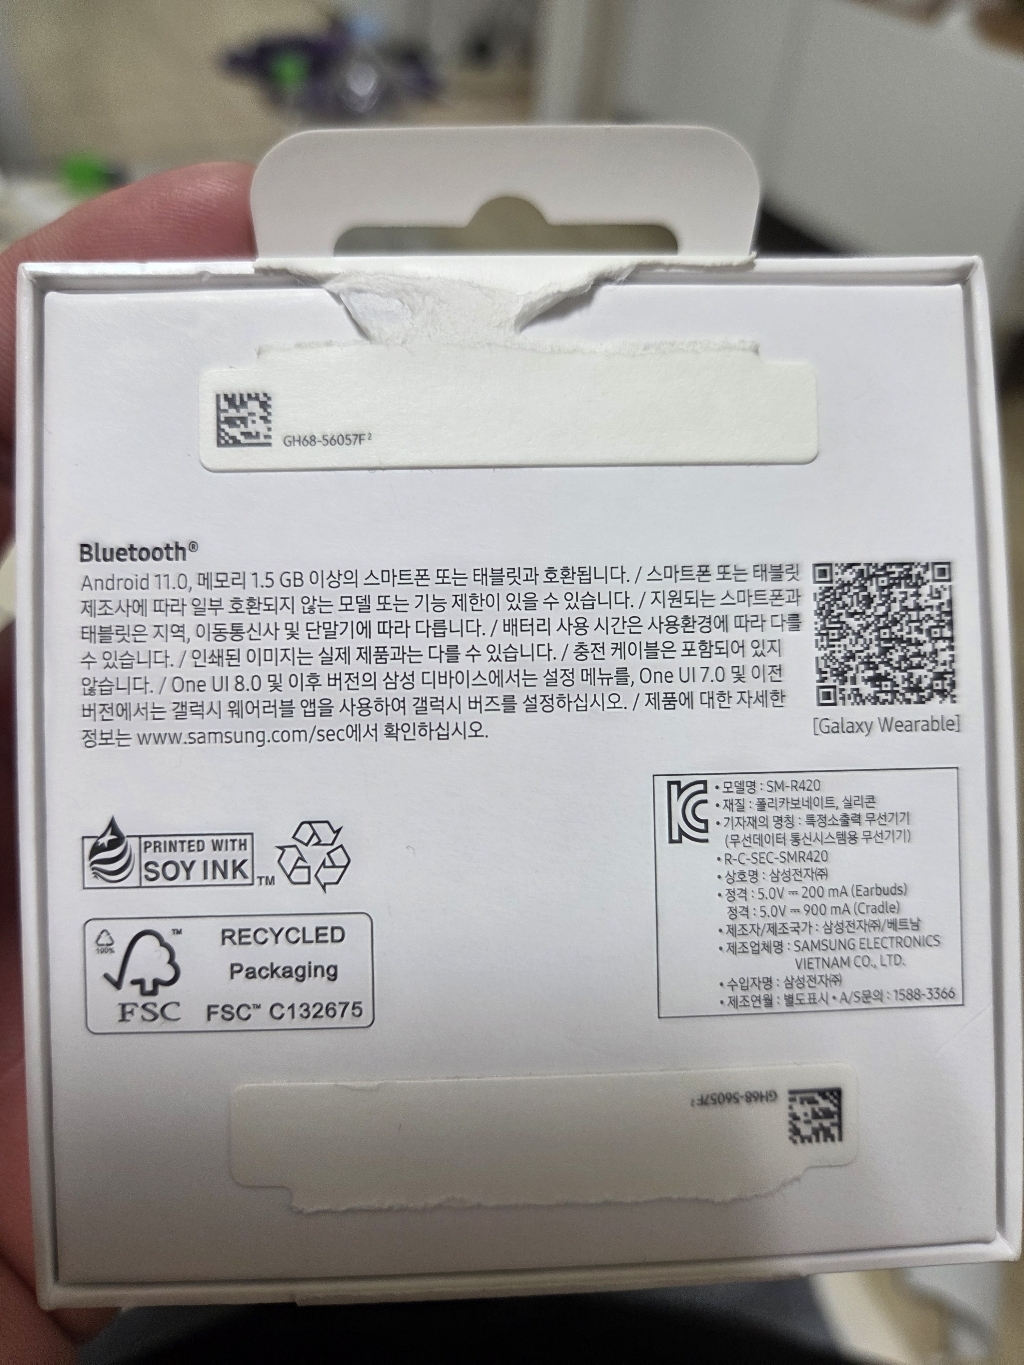 GH68-56057F²
Bluetooth®
Android 11.0, 메모리 1.5 GB 이상의 스마트폰 또는 태블릿과 호환됩니다. / 스마트폰 또는 태블릿
제조사에 따라 일부 호환되지 않는 모델 또는 기능 제한이 있을 수 있습니다. / 지원되는 스마트폰과
태블릿은 지역, 이동통신사 및 단말기에 따라 다릅니다. / 배터리 사용 시간은 사용환경에 따라 다를
수 있습니다. / 인쇄된 이미지는 실제 제품과는 다를 수 있습니다. / 충전 케이블은 포함되어 있지
않습니다. / One UI 8.0 및 이후 버전의 삼성 디바이스에서는 설정 메뉴를, One UI 7.0 및 이전
버전에서는 갤럭시 웨어러블 앱을 사용하여 갤럭시 버즈를 설정하십시오. / 제품에 대한 자세한
정보는 www.samsung.com/sec에서 확인하십시오.
[Galaxy Wearable]
PRINTED WITH
SOY INK™
100%
™
FSC
RECYCLED
Packaging
FSC™ C132675
• 모델명 : SM-R420
• 재질 : 폴리카보네이트, 실리콘
• 기자재의 명칭 : 특정소출력 무선기기
(무선데이터 통신시스템용 무선기기)
• R-C-SEC-SMR420
• 상호명 : 삼성전자㈜
• 정격 : 5.0V ⎓ 200 mA (Earbuds)
정격 : 5.0V ⎓ 900 mA (Cradle)
• 제조자/제조국가 : 삼성전자㈜/베트남
• 제조업체명 : SAMSUNG ELECTRONICS
VIETNAM CO., LTD.
• 수입자명 : 삼성전자㈜
• 제조연월 : 별도표시 • A/S문의 : 1588-3366
GH68-56057F²